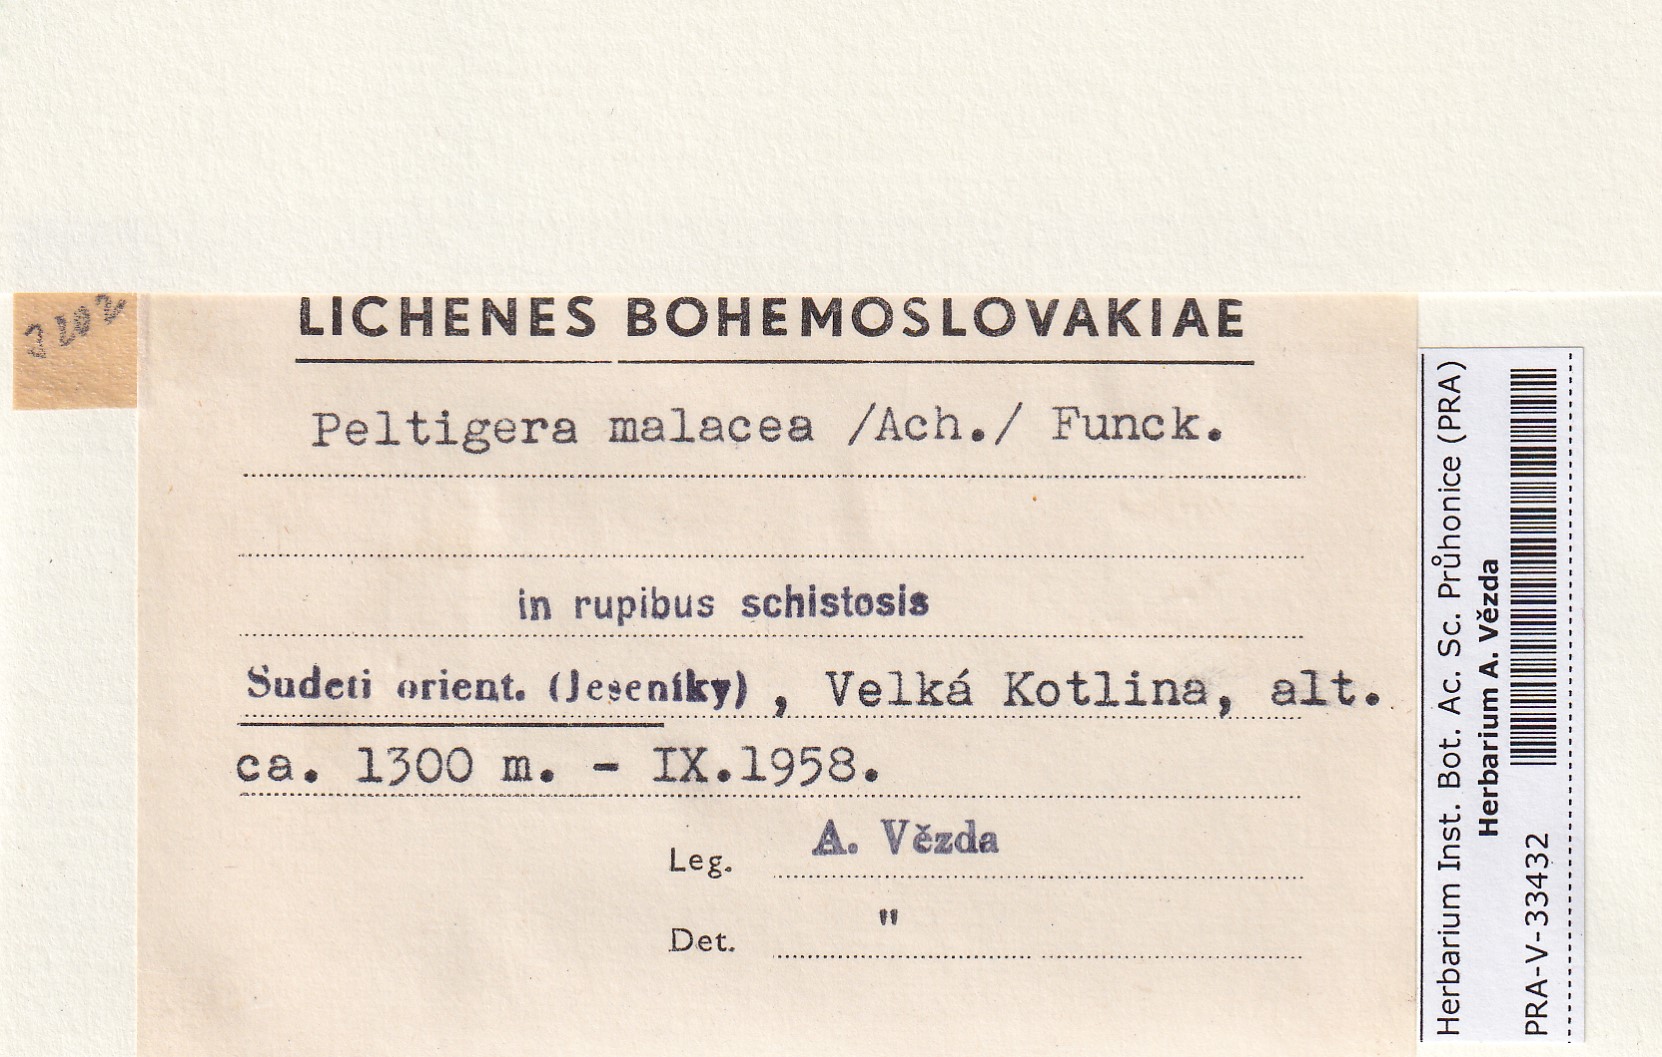 2202
LICHENES BOHEMOSLOVAKIAE
Peltigera malacea /Ach./ Funck.
in rupibus schistosis
Sudeti orient. (Jeseníky), Velká Kotlina, alt.
ca. 1300 m. - IX.1958.
Leg. A. Vězda
Det. "
Herbarium Inst. Bot. Ac. Sc. Průhonice (PRA)
Herbarium A. Vězda
PRA-V-33432